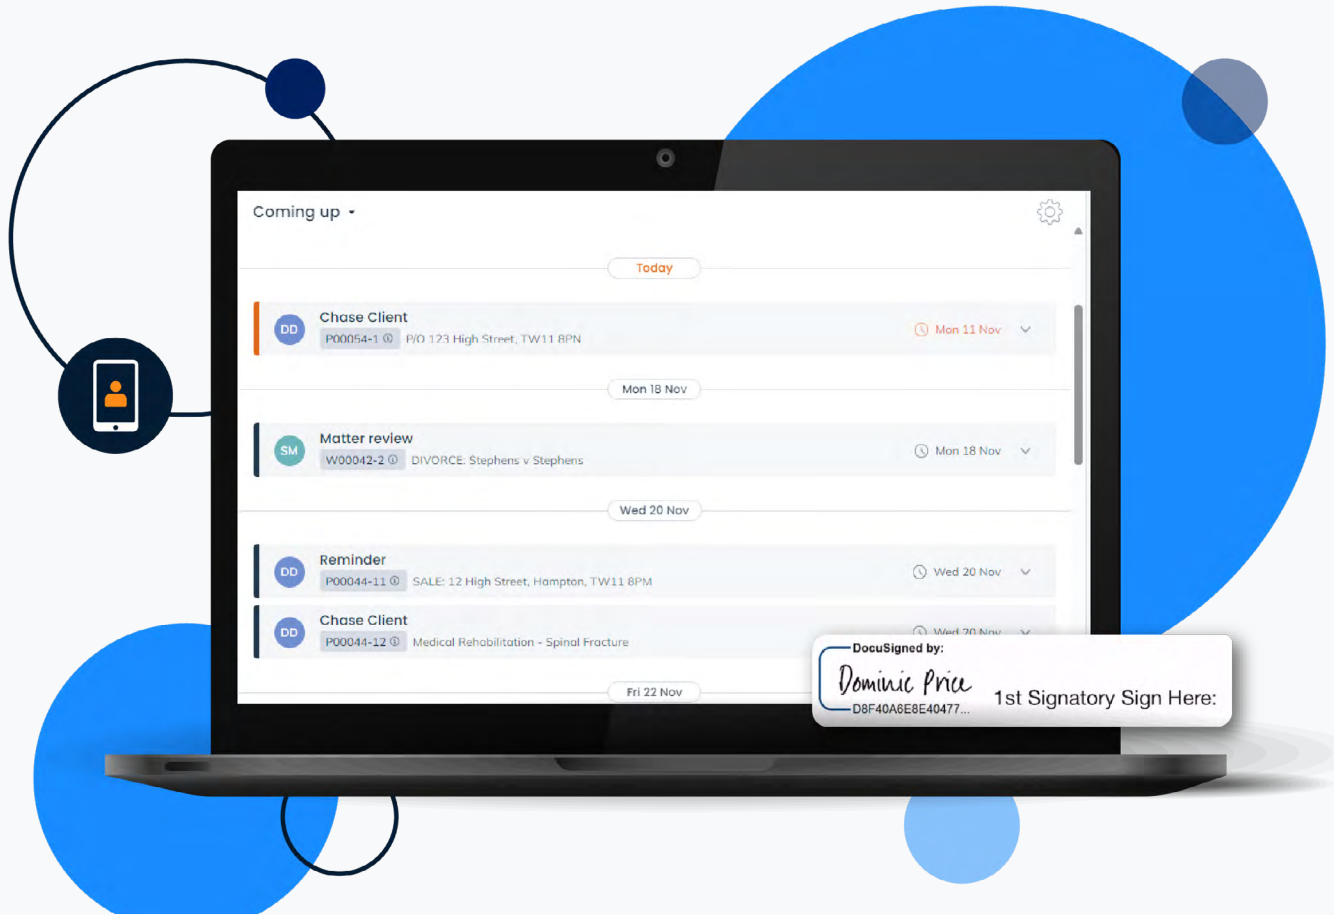 Coming up
Today
DD
Chase Client
P00054-1 P/O 123 High Street, TW11 8PN
Mon 11 Nov
Mon 18 Nov
SM
Matter review
W00042-2 DIVORCE: Stephens v Stephens
Mon 18 Nov
Wed 20 Nov
DD
Reminder
P00044-11 SALE: 12 High Street, Hampton, TW11 8PM
Wed 20 Nov
DD
Chase Client
P00044-12 Medical Rehabilitation - Spinal Fracture
Wed 20 Nov
Fri 22 Nov
DocuSigned by:
Dominic Price
D8F40A6E8E40477...
1st Signatory Sign Here: